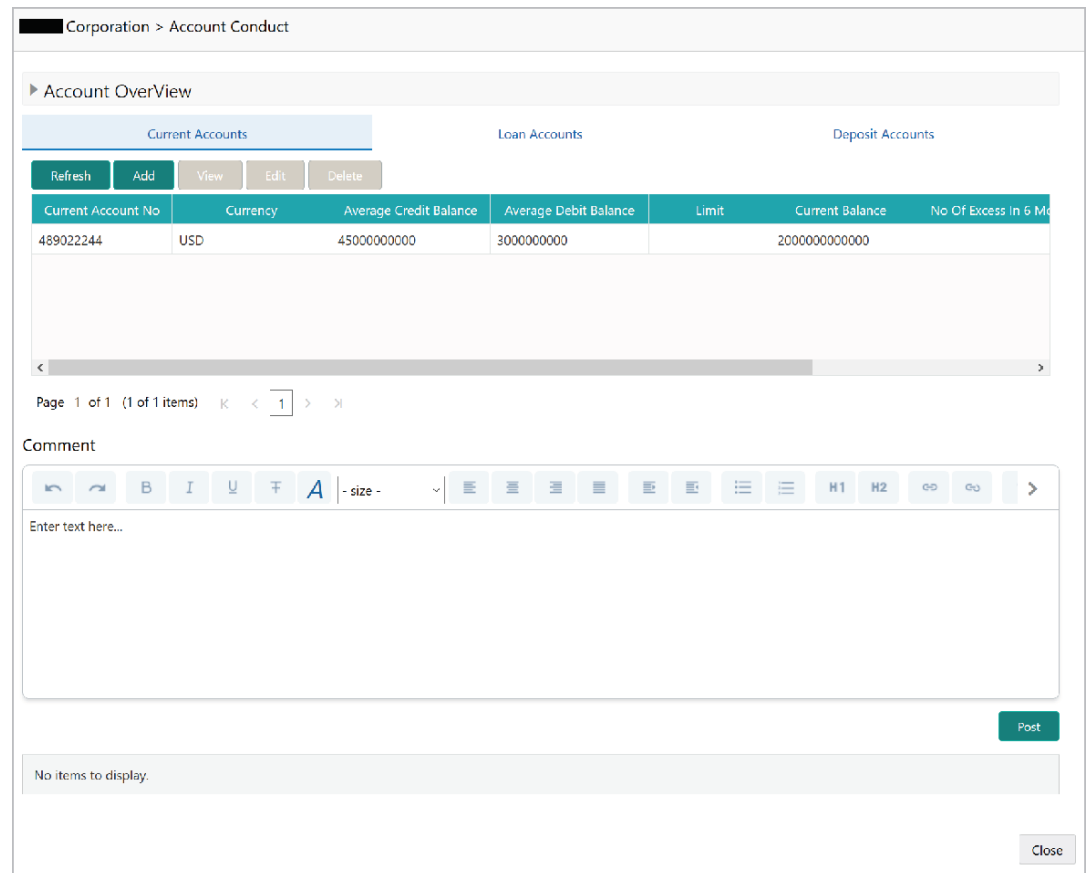 Corporation > Account Conduct
Account OverView
Current Accounts Loan Accounts Deposit Accounts
Refresh Add View Edit Delete
Current Account No Currency Average Credit Balance Average Debit Balance Limit Current Balance No Of Excess In 6 Mo
489022244 USD 45000000000 3000000000 2000000000000
Page 1 of 1 (1 of 1 items) K < 1 > >|
Comment
B I U T A - size - H1 H2 >
Enter text here...
Post
No items to display.
Close